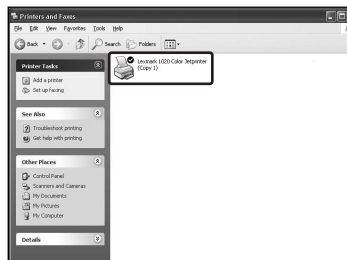 Printers and Faxes
File Edit View Favorites Tools Help
Back Search Folders
Printer Tasks
Add a printer
Set up faxing
Lexmark 1020 Color Jetprinter
(Copy 1)
See Also
Troubleshoot printing
Get help with printing
Other Places
Control Panel
Scanners and Cameras
My Documents
My Pictures
My Computer
Details